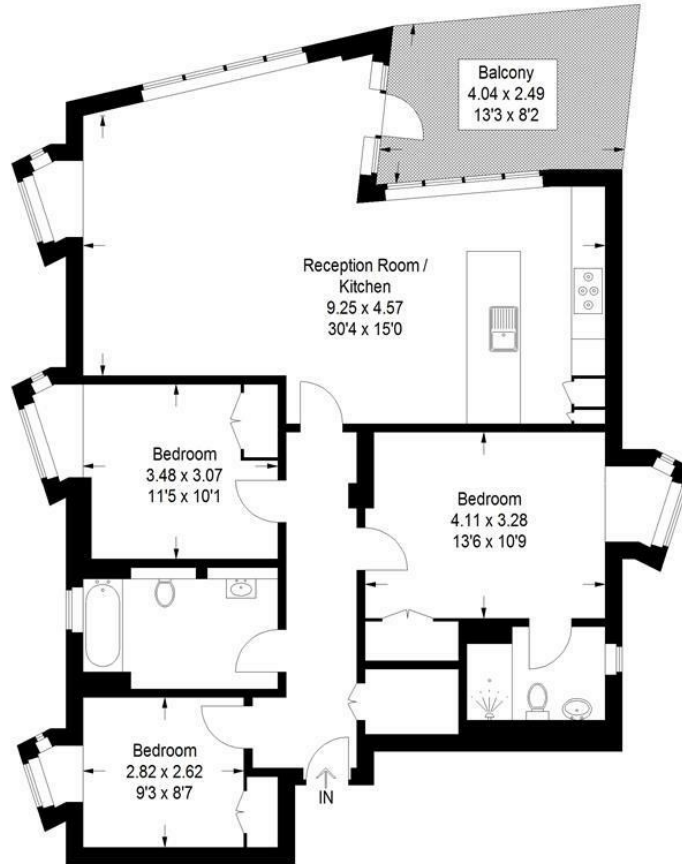 Balcony
4.04 x 2.49
13'3 x 8'2
Reception Room /
Kitchen
9.25 x 4.57
30'4 x 15'0
Bedroom
3.48 x 3.07
11'5 x 10'1
Bedroom
4.11 x 3.28
13'6 x 10'9
Bedroom
2.82 x 2.62
9'3 x 8'7
IN